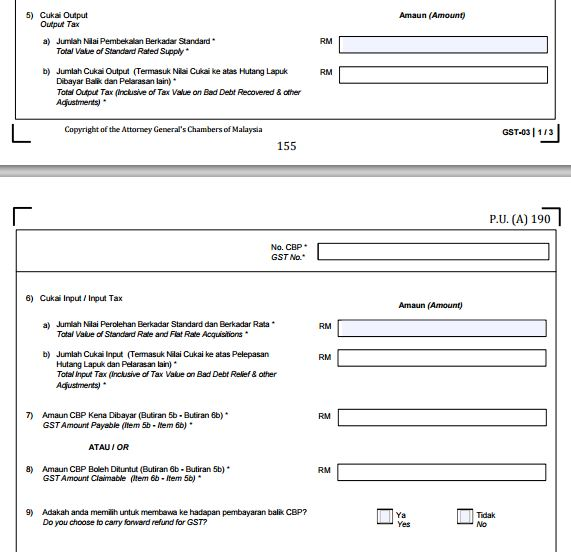 5) Cukai Output
Output Tax
Amaun (Amount)
a) Jumlah Nilai Pembekalan Berkadar Standard *
Total Value of Standard Rated Supply *
RM
b) Jumlah Cukai Output (Termasuk Nilai Cukai ke atas Hutang Lapuk
Dibayar Balik dan Pelarasan lain) *
Total Output Tax (Inclusive of Tax Value on Bad Debt Recovered & other
Adjustments) *
RM
Copyright of the Attorney General's Chambers of Malaysia
GST-03 | 1 / 3
155
P.U. (A) 190
No. CBP *
GST No.*
6) Cukai Input / Input Tax
Amaun (Amount)
a) Jumlah Nilai Perolehan Berkadar Standard dan Berkadar Rata *
Total Value of Standard Rate and Flat Rate Acquisitions *
RM
b) Jumlah Cukai Input (Termasuk Nilai Cukai ke atas Pelepasan
Hutang Lapuk dan Pelarasan lain) *
Total Input Tax (Inclusive of Tax Value on Bad Debt Relief & other
Adjustments) *
RM
7) Amaun CBP Kena Dibayar (Butiran 5b - Butiran 6b) *
GST Amount Payable (Item 5b - Item 6b) *
RM
ATAU / OR
8) Amaun CBP Boleh Dituntut (Butiran 6b - Butiran 5b) *
GST Amount Claimable (Item 6b - Item 5b) *
RM
9) Adakah anda memilih untuk membawa ke hadapan pembayaran balik CBP?
Do you choose to carry forward refund for GST?
Ya
Yes
Tidak
No